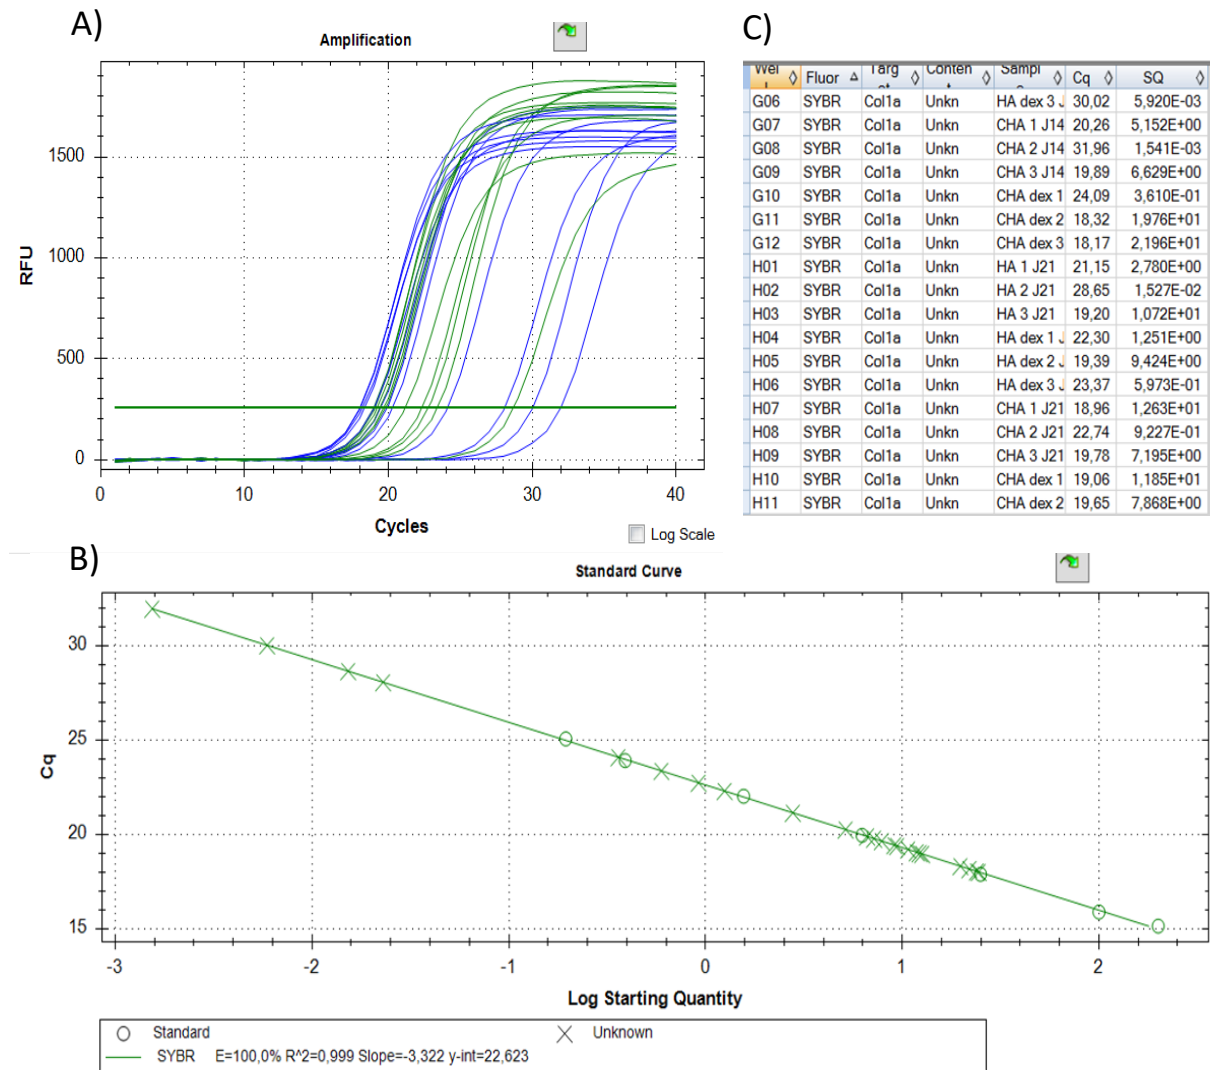 A)
Amplification
RFU
1500
1000
500
0
0 10 20 30 40
Cycles
Log Scale
C)
Fluor Cq SQ
G06 SYBR Col1a Unkn HA dex 3 J 30,02 5,920E-03
G07 SYBR Col1a Unkn CHA 1 J14 20,26 5,152E+00
G08 SYBR Col1a Unkn CHA 2 J14 31,96 1,541E-03
G09 SYBR Col1a Unkn CHA 3 J14 19,89 6,629E+00
G10 SYBR Col1a Unkn CHA dex 1 24,09 3,610E-01
G11 SYBR Col1a Unkn CHA dex 2 18,32 1,976E+01
G12 SYBR Col1a Unkn CHA dex 3 18,17 2,196E+01
H01 SYBR Col1a Unkn HA 1 J21 21,15 2,780E+00
H02 SYBR Col1a Unkn HA 2 J21 28,65 1,527E-02
H03 SYBR Col1a Unkn HA 3 J21 19,20 1,072E+01
H04 SYBR Col1a Unkn HA dex 1 J 22,30 1,251E+00
H05 SYBR Col1a Unkn HA dex 2 J 19,39 9,424E+00
H06 SYBR Col1a Unkn HA dex 3 J 23,37 5,973E-01
H07 SYBR Col1a Unkn CHA 1 J21 18,96 1,263E+01
H08 SYBR Col1a Unkn CHA 2 J21 22,74 9,227E-01
H09 SYBR Col1a Unkn CHA 3 J21 19,78 7,195E+00
H10 SYBR Col1a Unkn CHA dex 1 19,06 1,185E+01
H11 SYBR Col1a Unkn CHA dex 2 19,65 7,868E+00
B)
Standard Curve
Cq
30
25
20
15
-3 -2 -1 0 1 2
Log Starting Quantity
Standard Unknown
SYBR E=100,0% R^2=0,999 Slope=-3,322 y-int=22,623